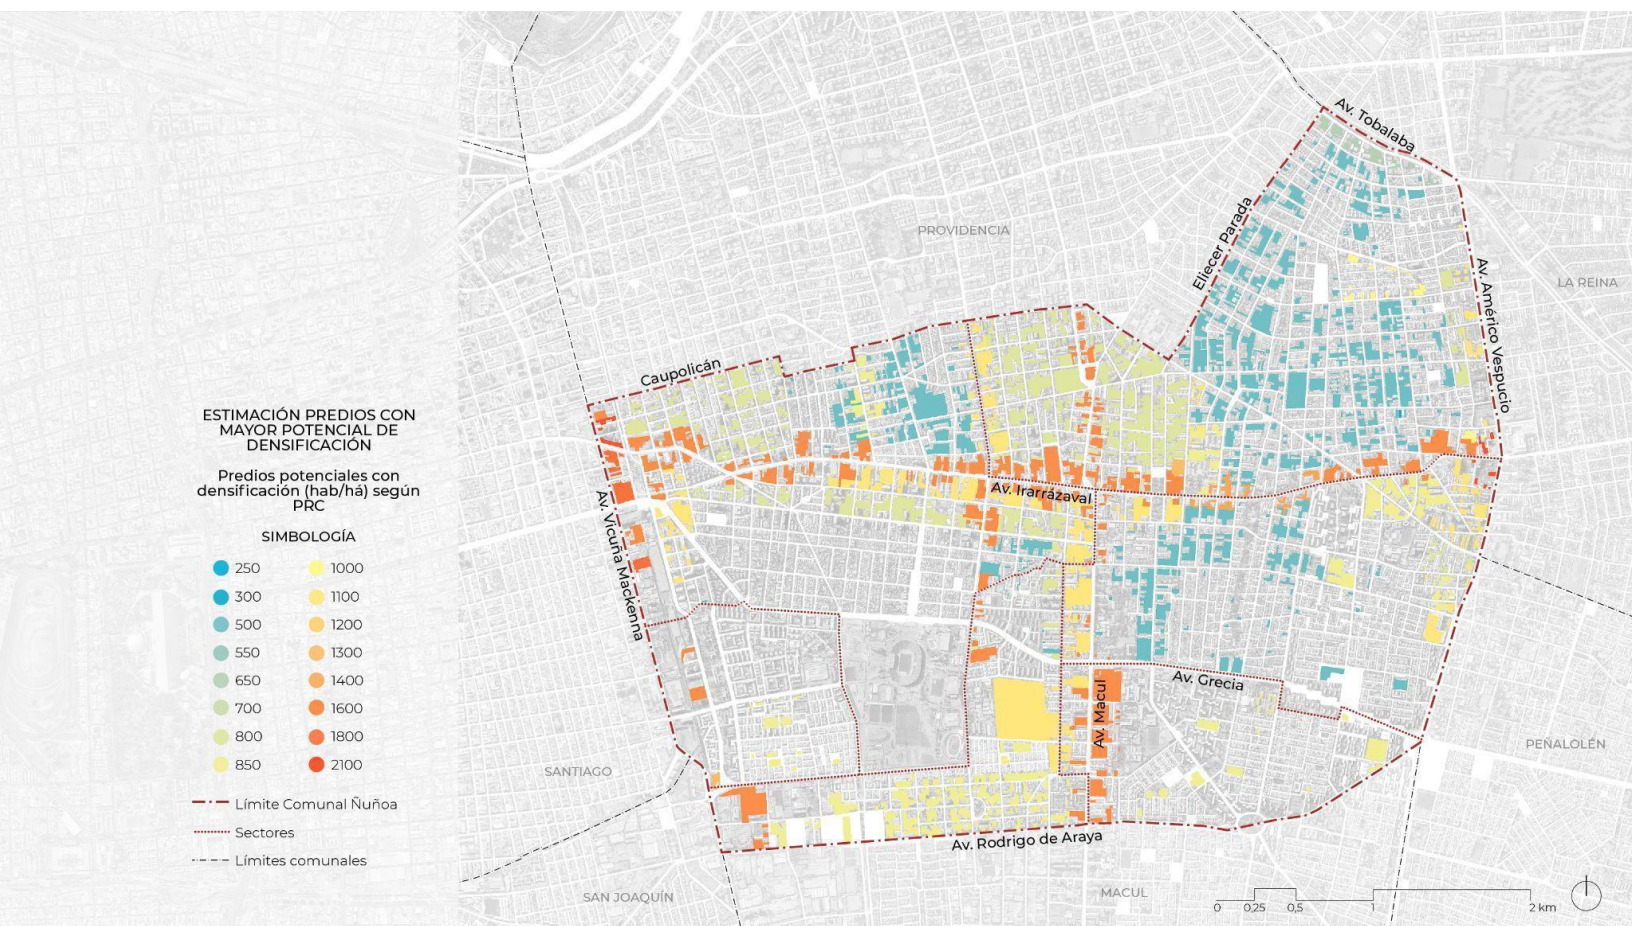 Av. Tobalaba
Eliecer Parada
PROVIDENCIA
Av. Américo Vespucio
LA REINA
Caupolicán
ESTIMACIÓN PREDIOS CON
MAYOR POTENCIAL DE
DENSIFICACIÓN
Predios potenciales con
densificación (hab/há) según
PRC
SIMBOLOGÍA
250
1000
300
1100
500
1200
550
1300
650
1400
700
1600
800
1800
850
2100
Límite Comunal Ñuñoa
Sectores
Límites comunales
Av. Irarrázaval
Av. Vicuña Mackenna
Av. Grecia
Av. Macul
PEÑALOLÉN
SANTIAGO
Av. Rodrigo de Araya
SAN JOAQUÍN
MACUL
0 0,25 0,5 1 2 km